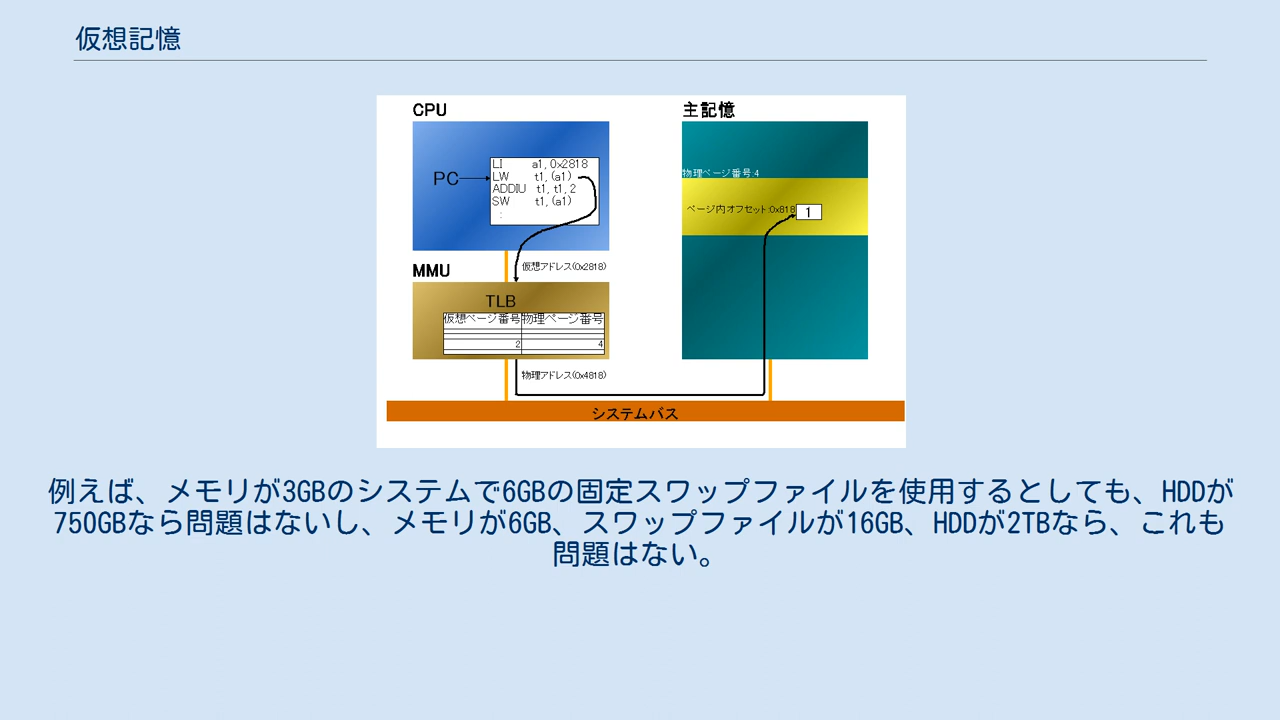 仮想記憶
CPU
主記憶
PC
LI a1,0x2818
LW t1,(a1)
ADDIU t1,t1,2
SW t1,(a1)
:
物理ページ番号:4
ページ内オフセット:0x818
1
仮想アドレス(0x2818)
MMU
TLB
仮想ページ番号 物理ページ番号
2 4
物理アドレス(0x4818)
システムバス
例えば、メモリが3GBのシステムで6GBの固定スワップファイルを使用するとしても、HDDが
750GBなら問題はないし、メモリが6GB、スワップファイルが16GB、HDDが2TBなら、これも
問題はない。